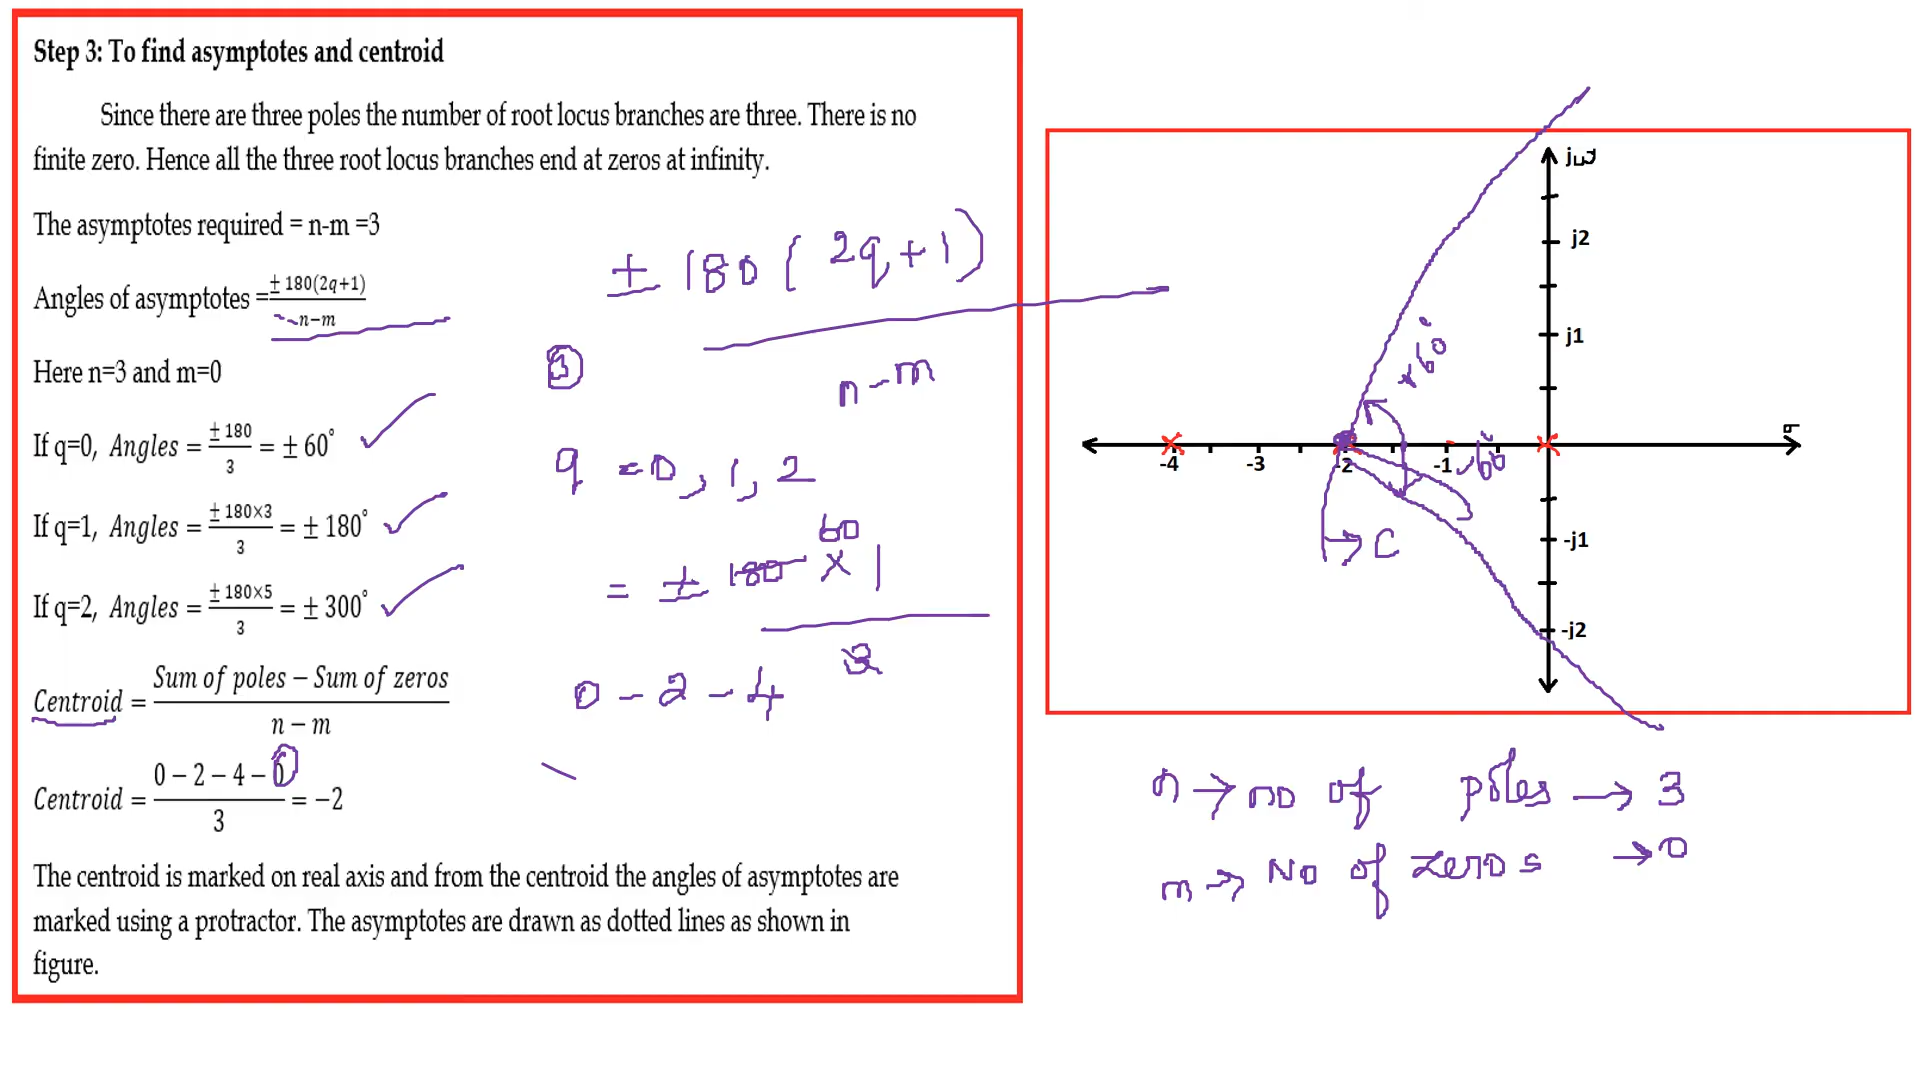 Step 3: To find asymptotes and centroid
Since there are three poles the number of root locus branches are three. There is no
finite zero. Hence all the three root locus branches end at zeros at infinity.
The asymptotes required = n-m =3
Angles of asymptotes = ± 180(2q+1) / n−m
Here n=3 and m=0
If q=0, Angles = ± 180 / 3 = ± 60°
If q=1, Angles = ± 180×3 / 3 = ± 180°
If q=2, Angles = ± 180×5 / 3 = ± 300°
Centroid = Sum of poles − Sum of zeros / n − m
Centroid = 0 − 2 − 4 − 0 / 3 = −2
The centroid is marked on real axis and from the centroid the angles of asymptotes are
marked using a protractor. The asymptotes are drawn as dotted lines as shown in
figure.
± 180 ( 2q + 1 )
n − m
3
q = 0, 1, 2
60
= ± 180 × 1
3
0 − 2 − 4
jω
j2
j1
60°
σ
-4 -3 -2 -1
60°
-j1
C
-j2
n → no of poles → 3
m → No of zeros → 0